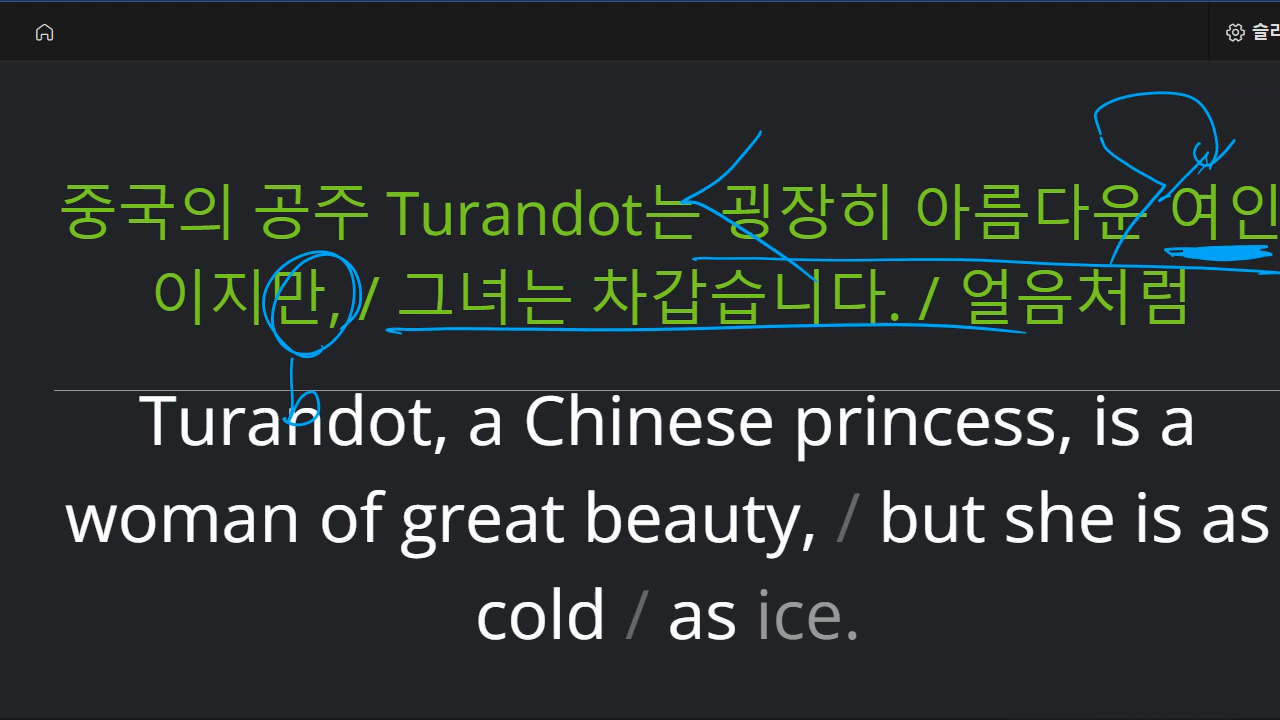 슬라
중국의 공주 Turandot는 굉장히 아름다운 여인
이지만, / 그녀는 차갑습니다. / 얼음처럼
b
Turandot, a Chinese princess, is a
woman of great beauty, / but she is as
cold / as ice.